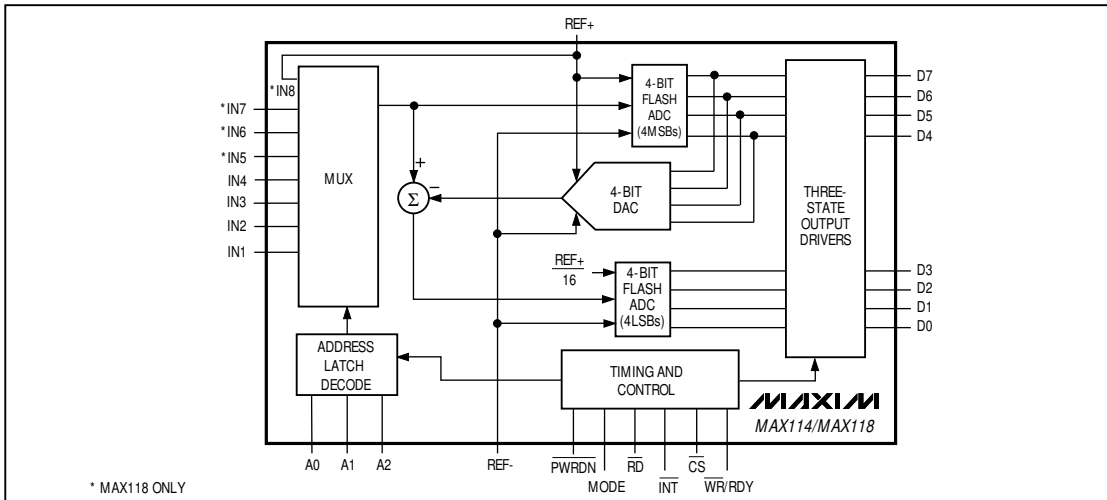 REF+
*IN8
*IN7
*IN6
*IN5
IN4
IN3
IN2
IN1
MUX
4-BIT
FLASH
ADC
(4MSBs)
D7
D6
D5
D4
+
−
Σ
4-BIT
DAC
THREE-
STATE
OUTPUT
DRIVERS
REF+
16
4-BIT
FLASH
ADC
(4LSBs)
D3
D2
D1
D0
ADDRESS
LATCH
DECODE
TIMING AND
CONTROL
MAXIM
MAX114/MAX118
A0 A1 A2 REF- PWRDN RD CS
MODE INT WR/RDY
* MAX118 ONLY